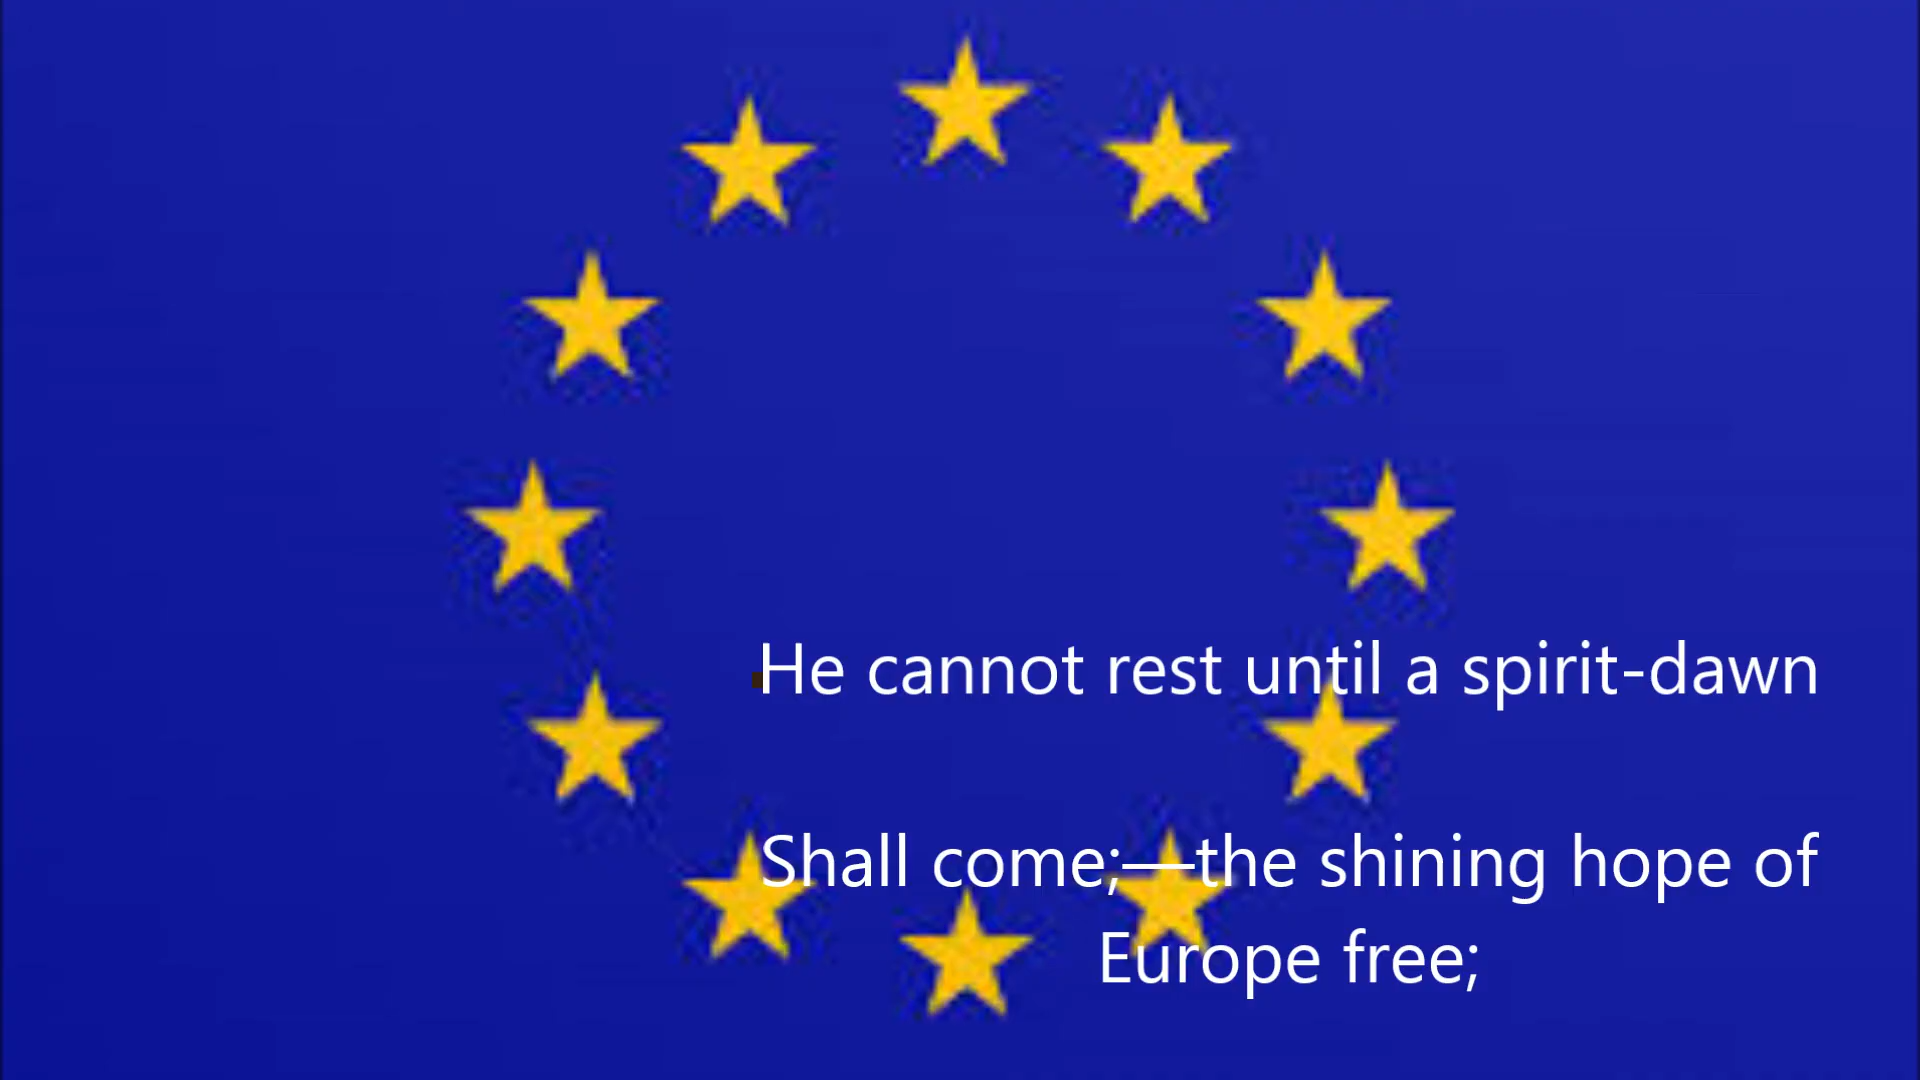 He cannot rest until a spirit-dawn
Shall come;—the shining hope of
Europe free;